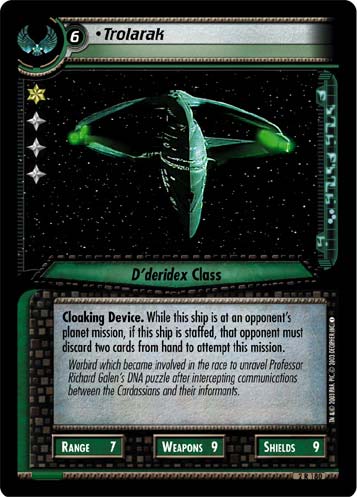 6 •Trolarak
D'deridex Class
Cloaking Device. While this ship is at an opponent's
planet mission, if this ship is staffed, that opponent must
discard two cards from hand to attempt this mission.
Warbird which became involved in the race to unravel Professor
Richard Galen's DNA puzzle after intercepting communications
between the Cardassians and their informants.
RANGE 7 WEAPONS 9 SHIELDS 9
2 R 180